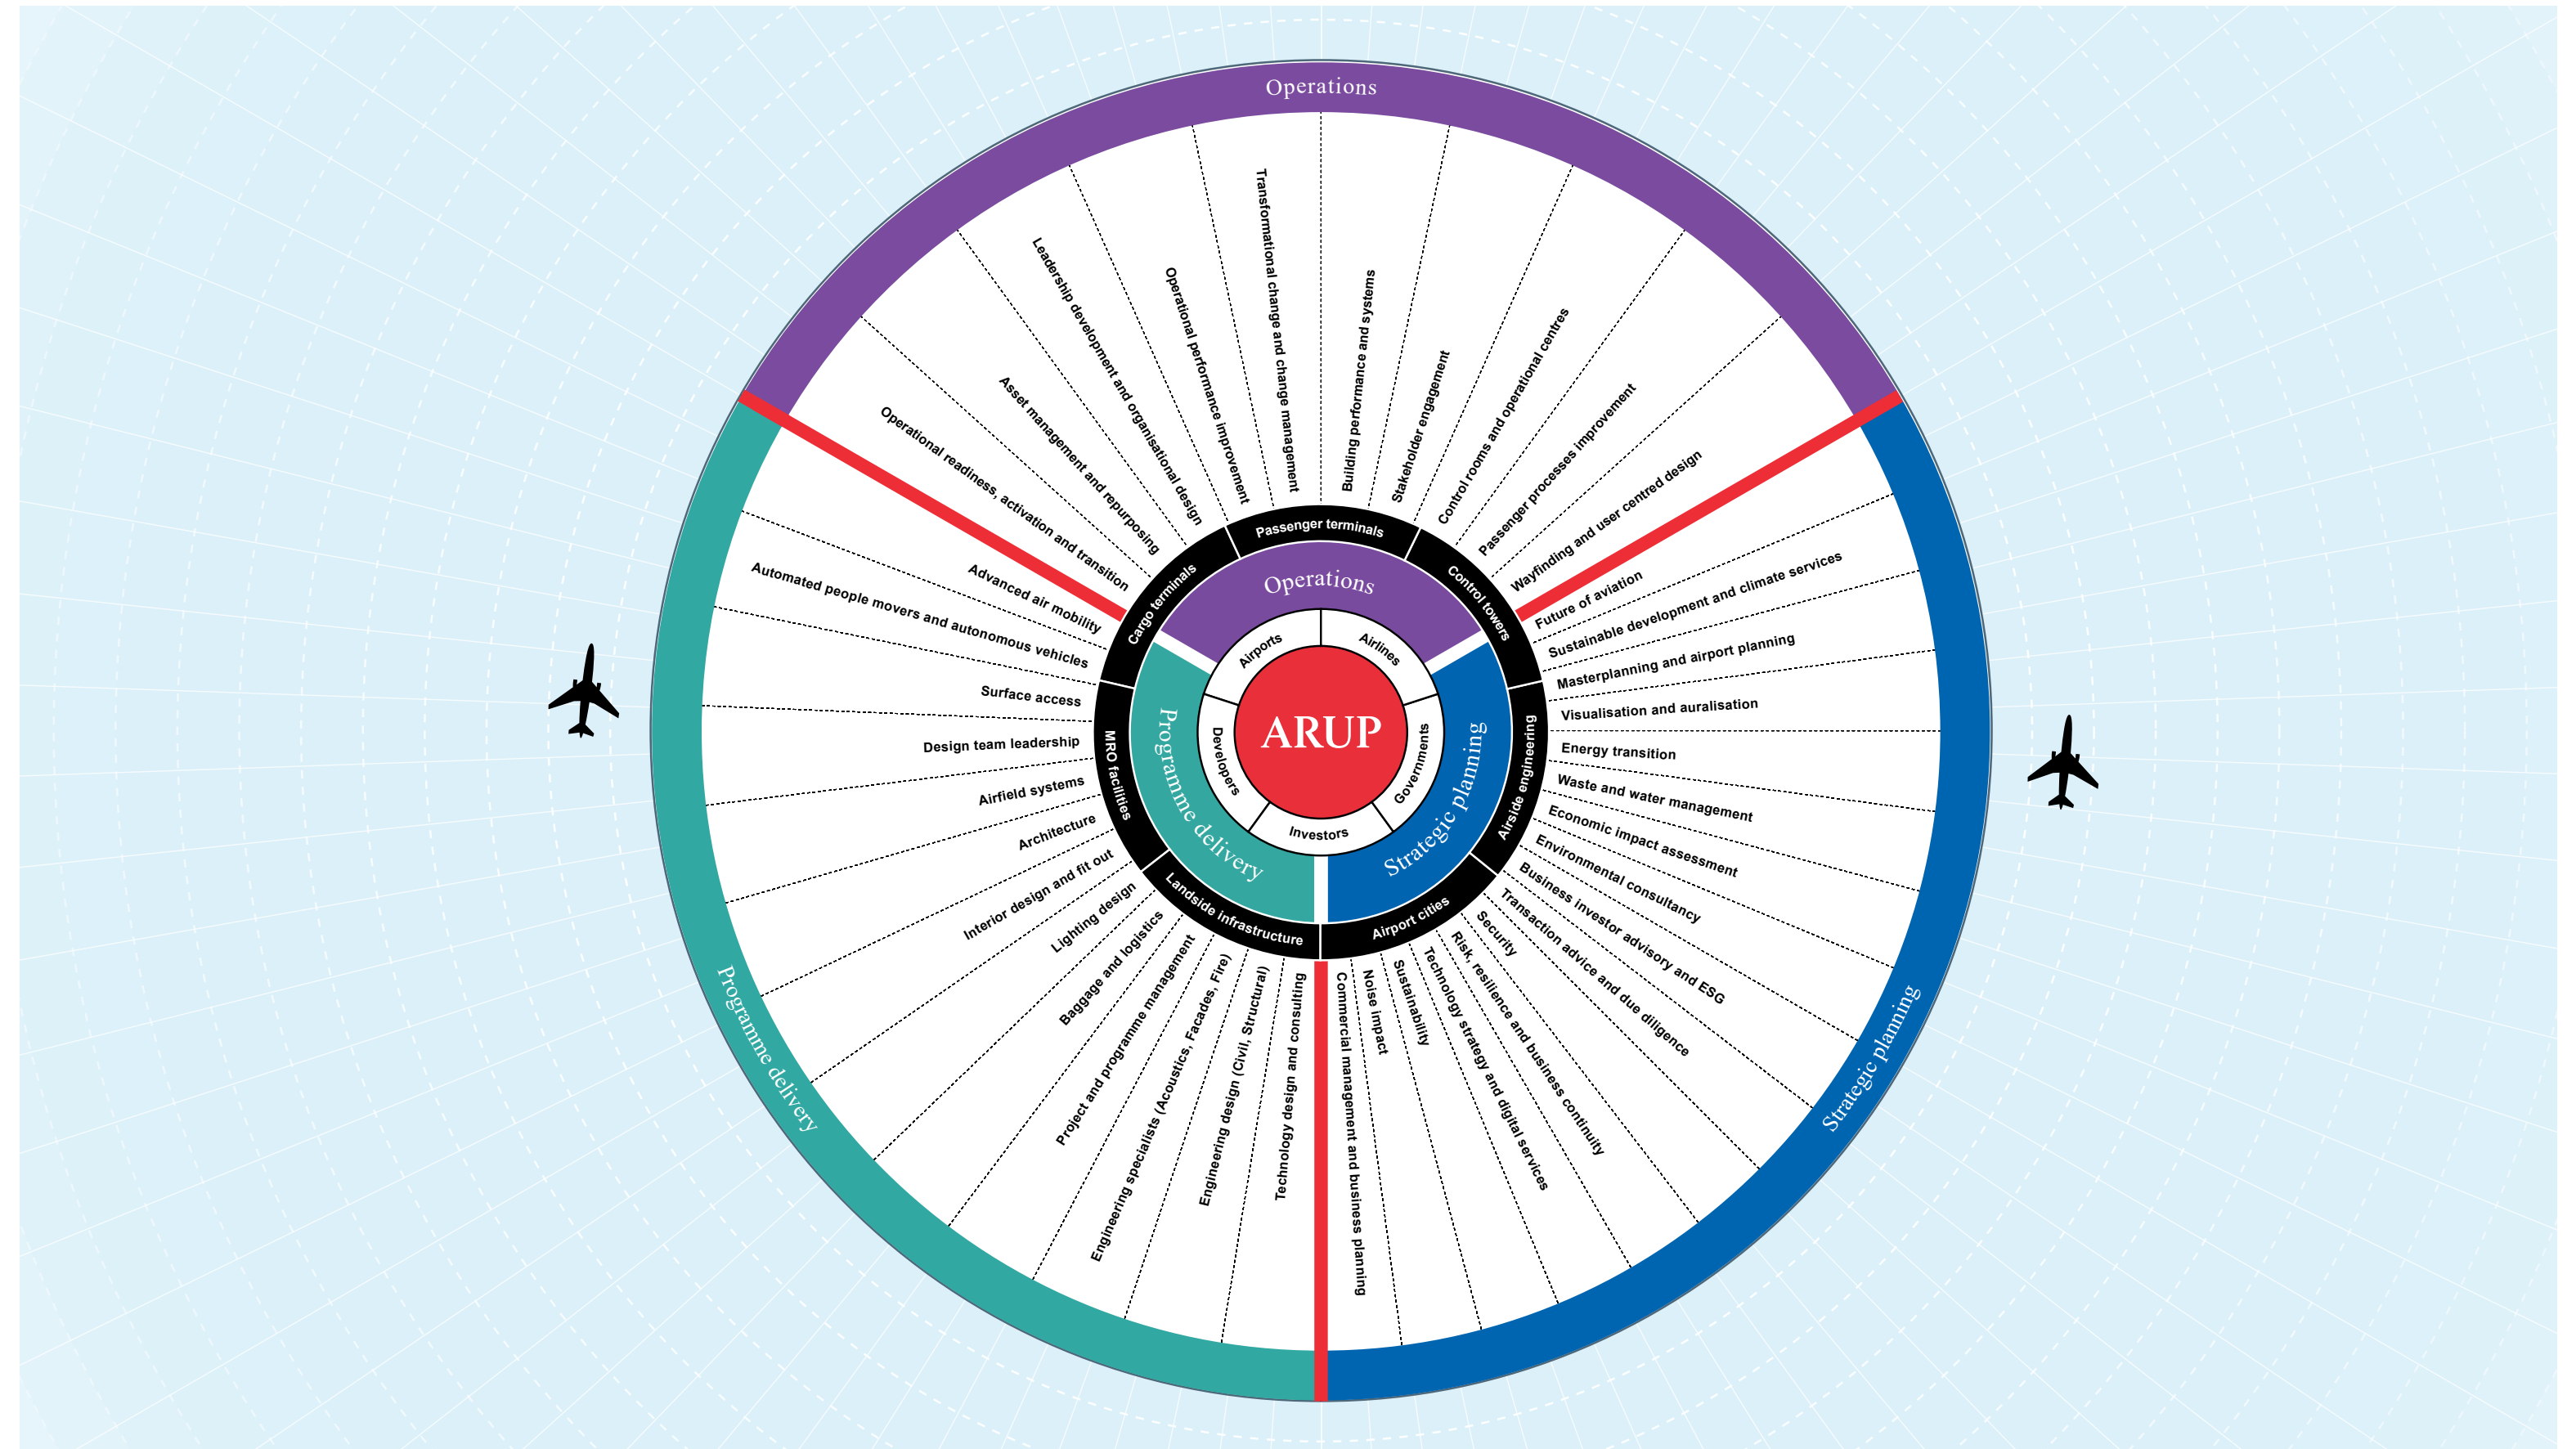 Operations
Operational readiness, activation and transition
Asset management and repurposing
Leadership development and organisational design
Operational performance improvement
Transformational change and change management
Building performance and systems
Stakeholder engagement
Control rooms and operational centres
Passenger processes improvement
Wayfinding and user centred design
Strategic planning
Future of aviation
Sustainable development and climate services
Masterplanning and airport planning
Visualisation and auralisation
Energy transition
Waste and water management
Economic impact assessment
Environmental consultancy
Business investor advisory and ESG
Transaction advice and due diligence
Security
Risk, resilience and business continuity
Technology strategy and digital services
Sustainability
Noise impact
Commercial management and business planning
Programme delivery
Technology design and consulting
Engineering design (Civil, Structural)
Engineering specialists (Acoustics, Facades, Fire)
Project and programme management
Baggage and logistics
Lighting design
Interior design and fit out
Architecture
Airfield systems
Design team leadership
Surface access
Automated people movers and autonomous vehicles
Advanced air mobility
Passenger terminals
Control towers
Airside engineering
Airport cities
Landside infrastructure
MRO facilities
Cargo terminals
Operations
Strategic planning
Programme delivery
Airports
Airlines
Governments
Investors
Developers
ARUP